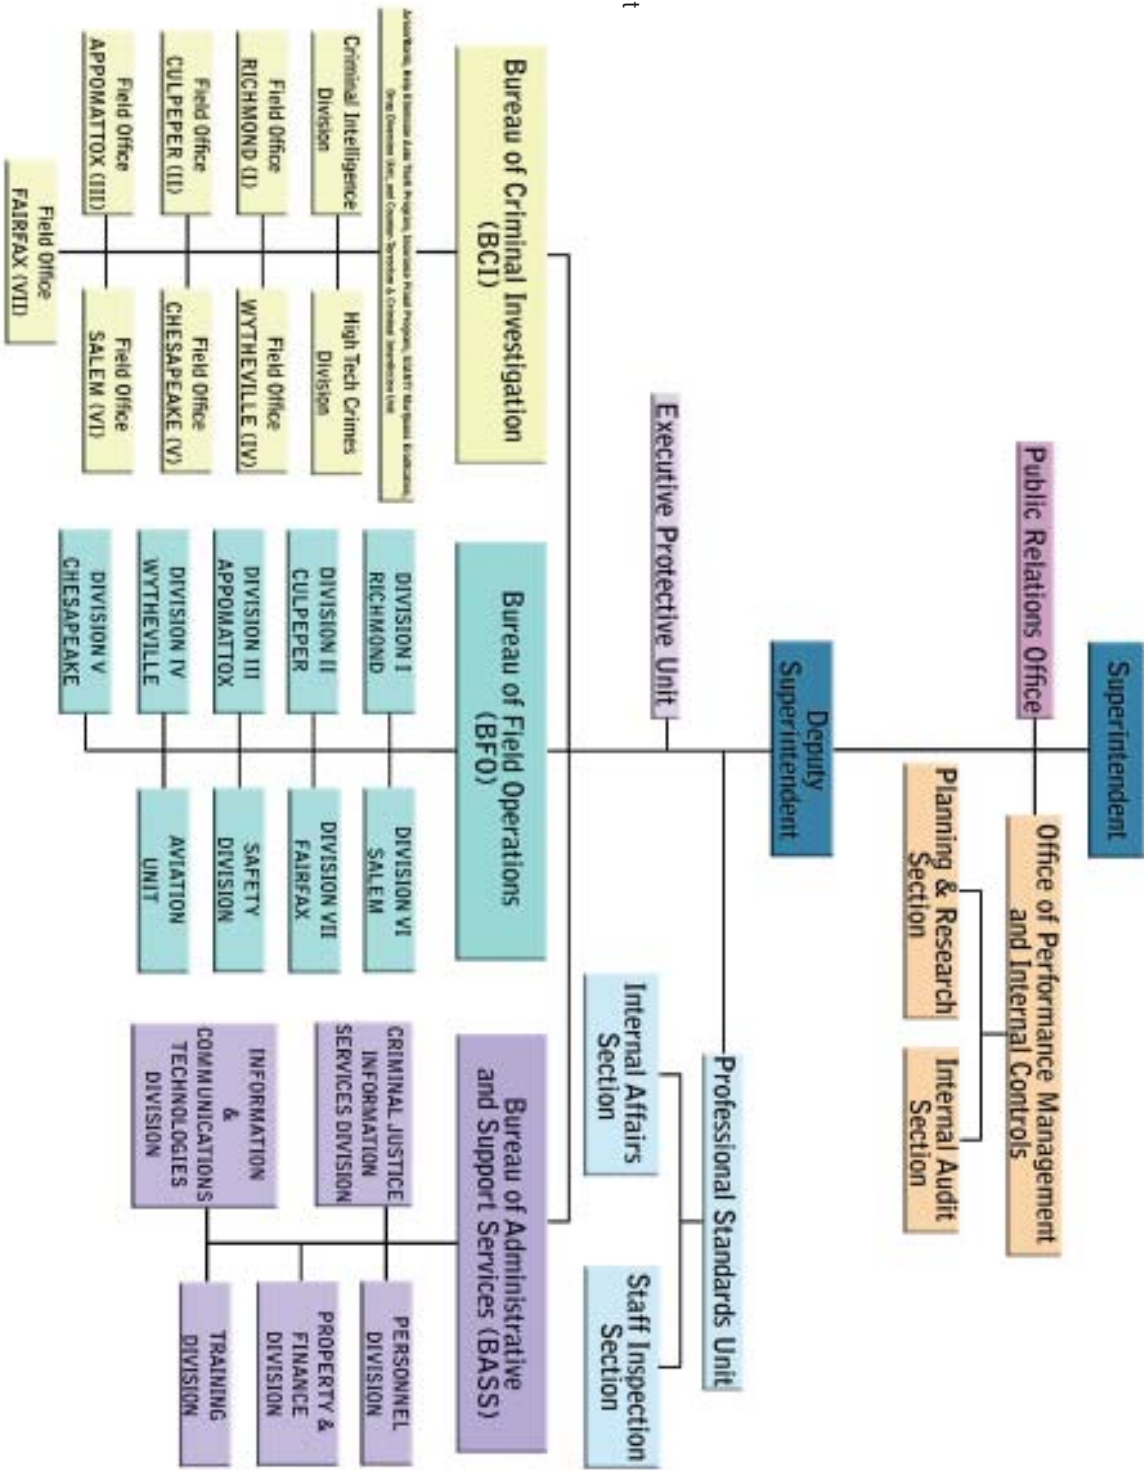 Superintendent
Public Relations Office
Office of Performance Management
and Internal Controls
Planning & Research
Section
Internal Audit
Section
Deputy
Superintendent
Professional Standards Unit
Executive Protective Unit
Internal Affairs
Section
Staff Inspection
Section
Bureau of Criminal Investigation
(BCI)
Criminal Intelligence
Division
High Tech Crimes
Division
Field Office
RICHMOND (I)
Field Office
WYTHEVILLE (IV)
Field Office
CULPEPER (II)
Field Office
CHESAPEAKE (V)
Field Office
APPOMATTOX (III)
Field Office
SALEM (VI)
Field Office
FAIRFAX (VII)
Bureau of Field Operations
(BFO)
DIVISION I
RICHMOND
DIVISION VI
SALEM
DIVISION II
CULPEPER
DIVISION VII
FAIRFAX
DIVISION III
APPOMATTOX
SAFETY
DIVISION
DIVISION IV
WYTHEVILLE
AVIATION
UNIT
DIVISION V
CHESAPEAKE
Bureau of Administrative
and Support Services (BASS)
CRIMINAL JUSTICE
INFORMATION
SERVICES DIVISION
PERSONNEL
DIVISION
PROPERTY &
FINANCE
DIVISION
INFORMATION
&
COMMUNICATIONS
TECHNOLOGIES
DIVISION
TRAINING
DIVISION
t